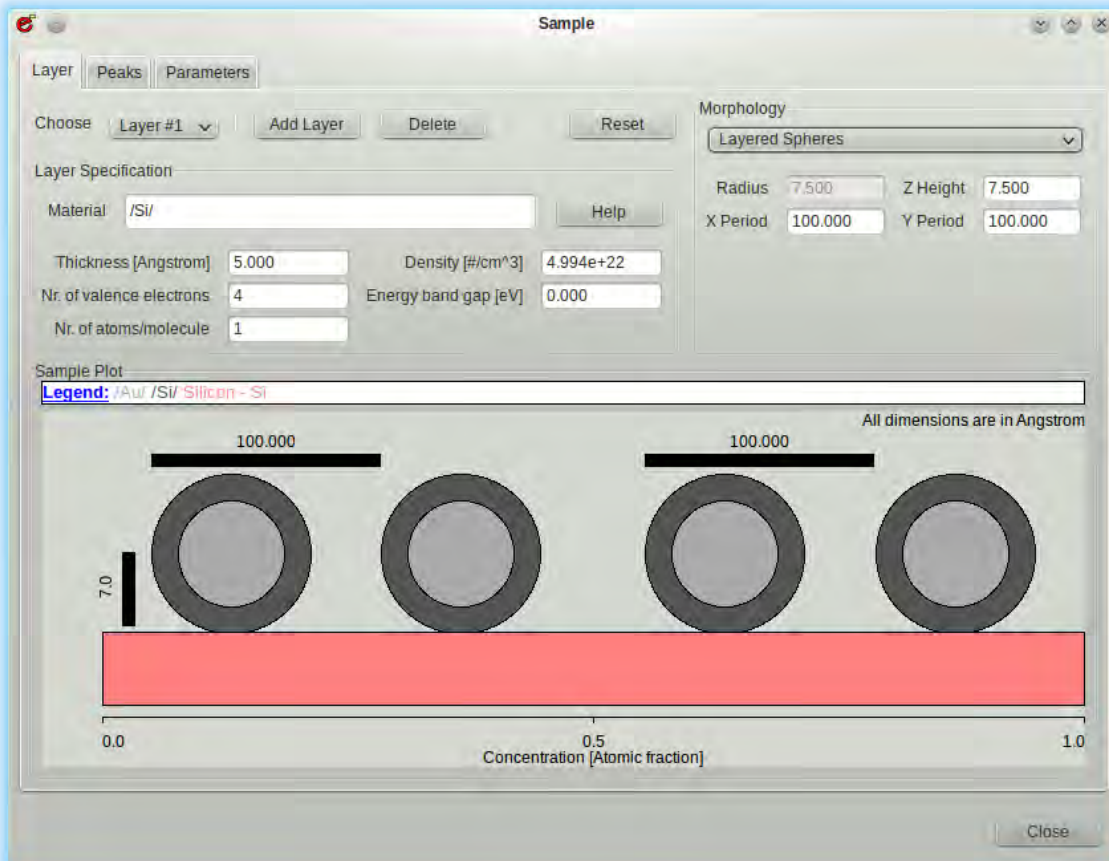 Sample
Layer Peaks Parameters
Choose Layer #1 Add Layer Delete Reset
Morphology
Layered Spheres
Layer Specification
Radius 7.500 Z Height 7.500
Material /Si/ Help
X Period 100.000 Y Period 100.000
Thickness [Angstrom] 5.000 Density [#/cm^3] 4.994e+22
Nr. of valence electrons 4 Energy band gap [eV] 0.000
Nr. of atoms/molecule 1
Sample Plot
Legend: /Au/ /Si/ Silicon - Si
All dimensions are in Angstrom
100.000 100.000
7.0
0.0 0.5 1.0
Concentration [Atomic fraction]
Close